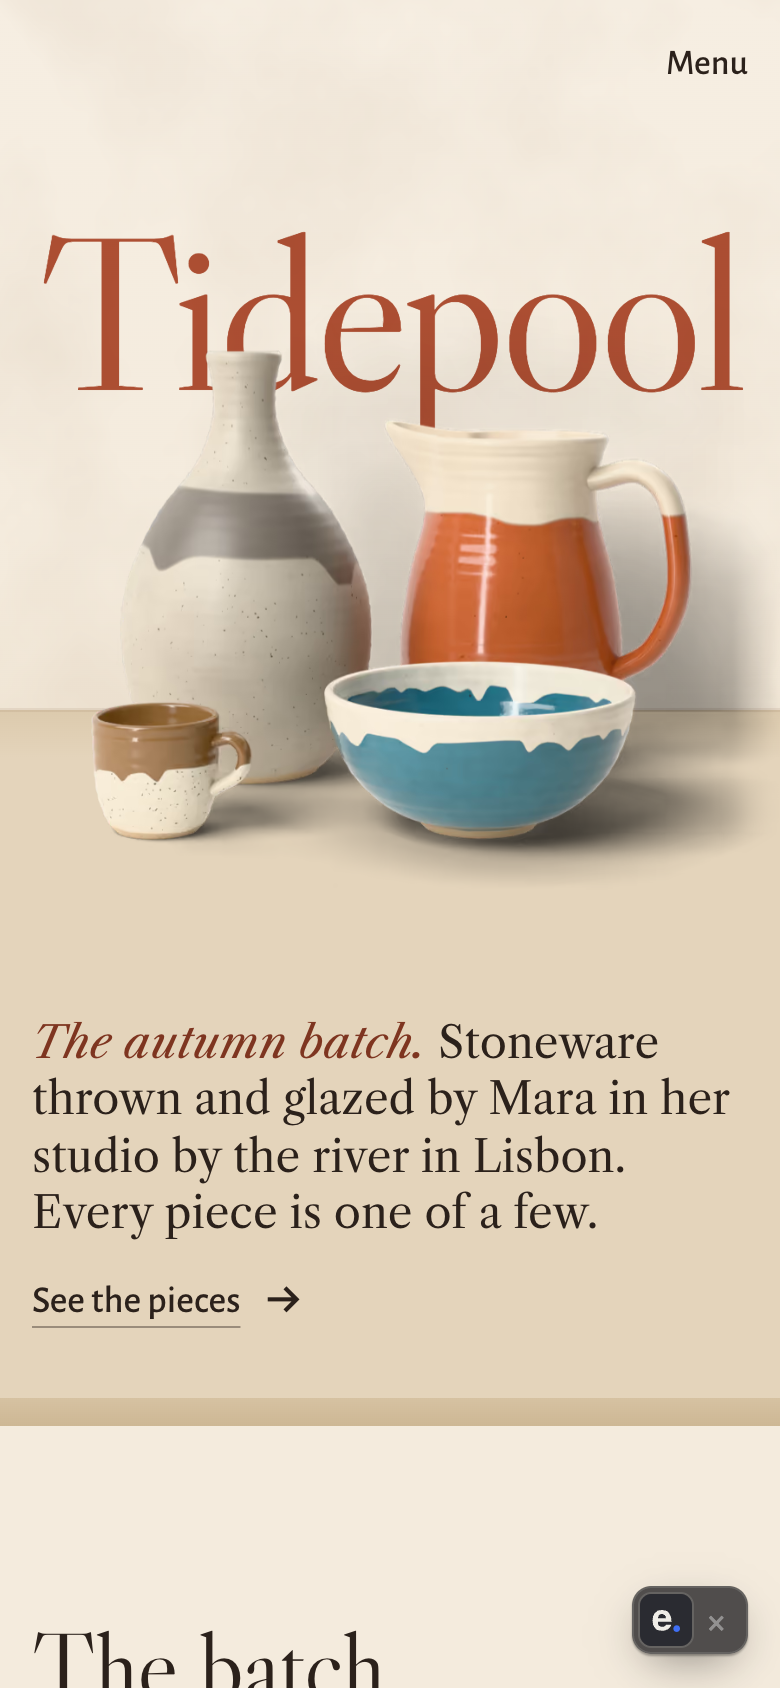 Menu
Tidepool
The autumn batch. Stoneware
thrown and glazed by Mara in her
studio by the river in Lisbon.
Every piece is one of a few.
See the pieces →
The batch
e. ×